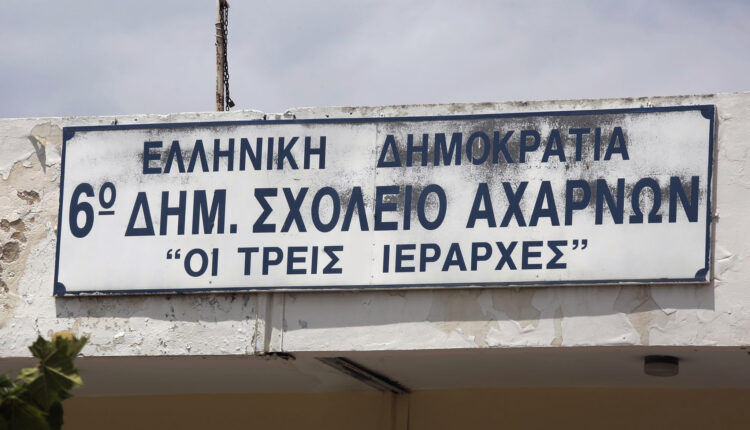 ΕΛΛΗΝΙΚΗ ΔΗΜΟΚΡΑΤΙΑ
6º ΔΗΜ. ΣΧΟΛΕΙΟ ΑΧΑΡΝΩΝ
“ΟΙ ΤΡΕΙΣ ΙΕΡΑΡΧΕΣ”